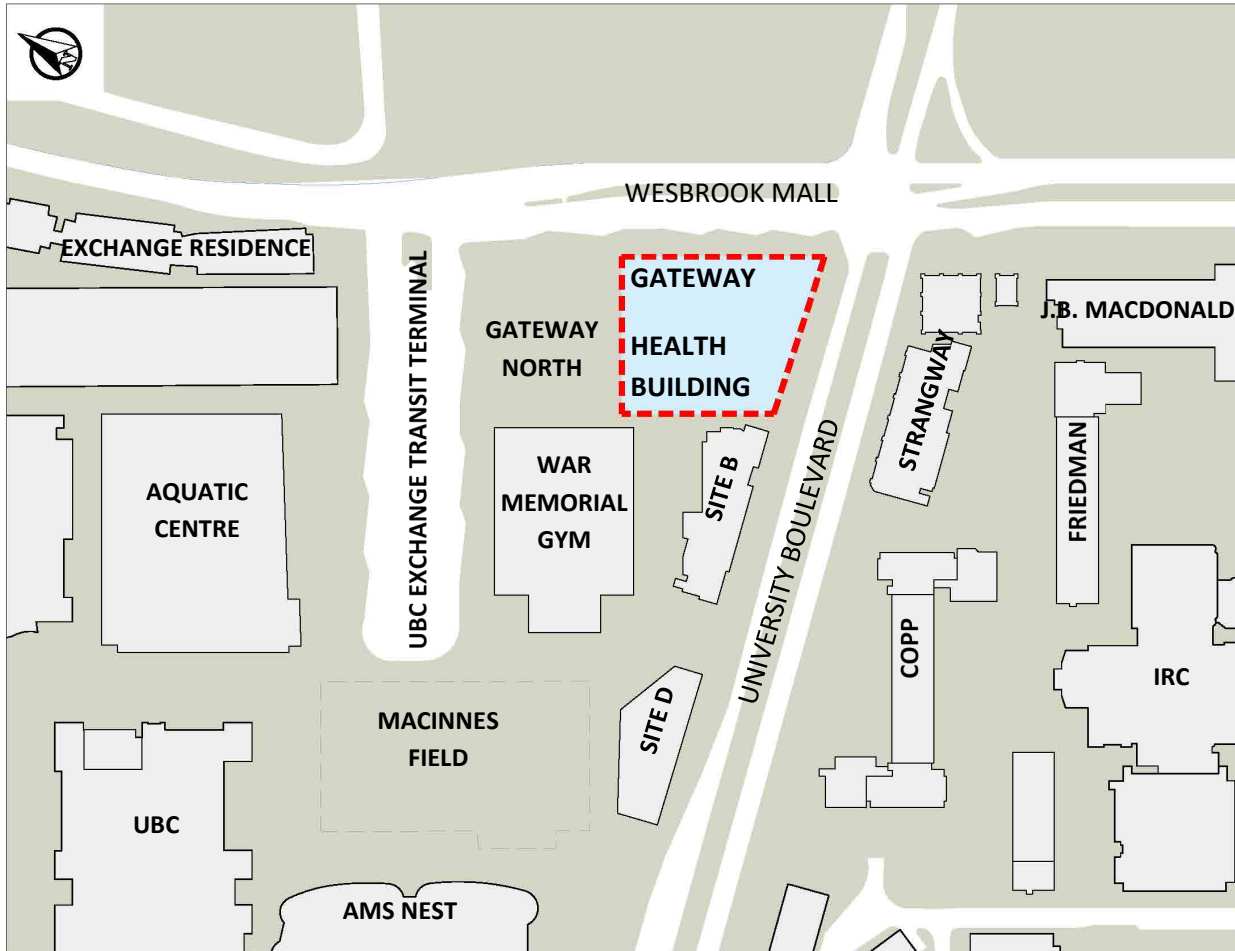 WESBROOK MALL
EXCHANGE RESIDENCE
UBC EXCHANGE TRANSIT TERMINAL
GATEWAY
NORTH
GATEWAY
HEALTH
BUILDING
J.B. MACDONALD
STRANGWAY
FRIEDMAN
AQUATIC
CENTRE
WAR
MEMORIAL
GYM
SITE B
UNIVERSITY BOULEVARD
COPP
IRC
MACINNES
FIELD
SITE D
UBC
AMS NEST